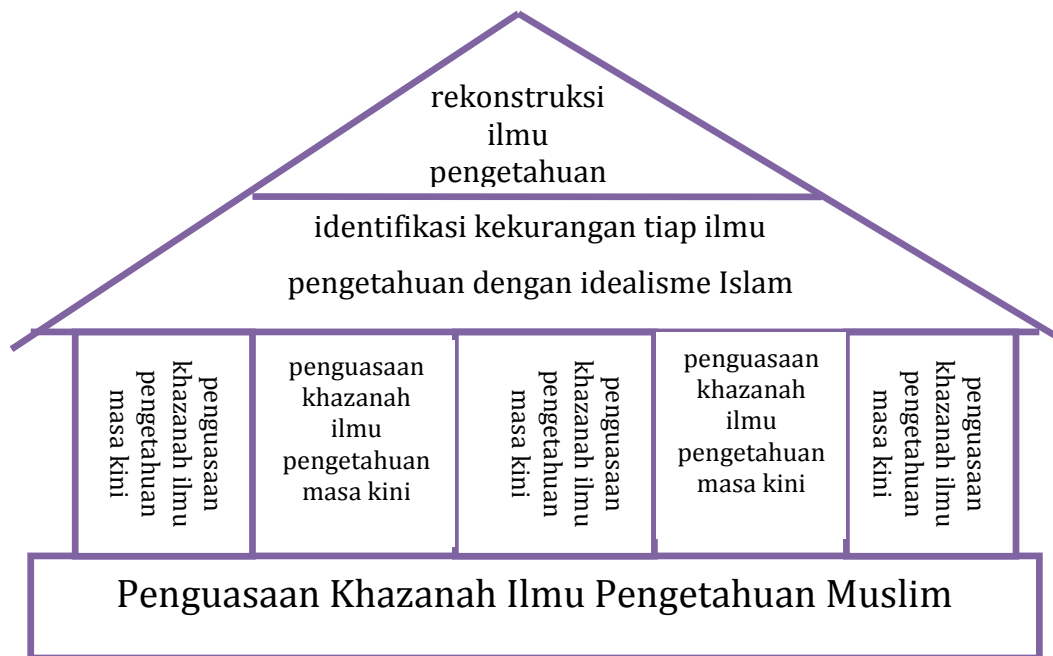 rekonstruksi
ilmu
pengetahuan
identifikasi kekurangan tiap ilmu
pengetahuan dengan idealisme Islam
penguasaan
khazanah ilmu
pengetahuan
masa kini
penguasaan
khazanah
ilmu
pengetahuan
masa kini
penguasaan
khazanah ilmu
pengetahuan
masa kini
penguasaan
khazanah
ilmu
pengetahuan
masa kini
penguasaan
khazanah ilmu
pengetahuan
masa kini
Penguasaan Khazanah Ilmu Pengetahuan Muslim